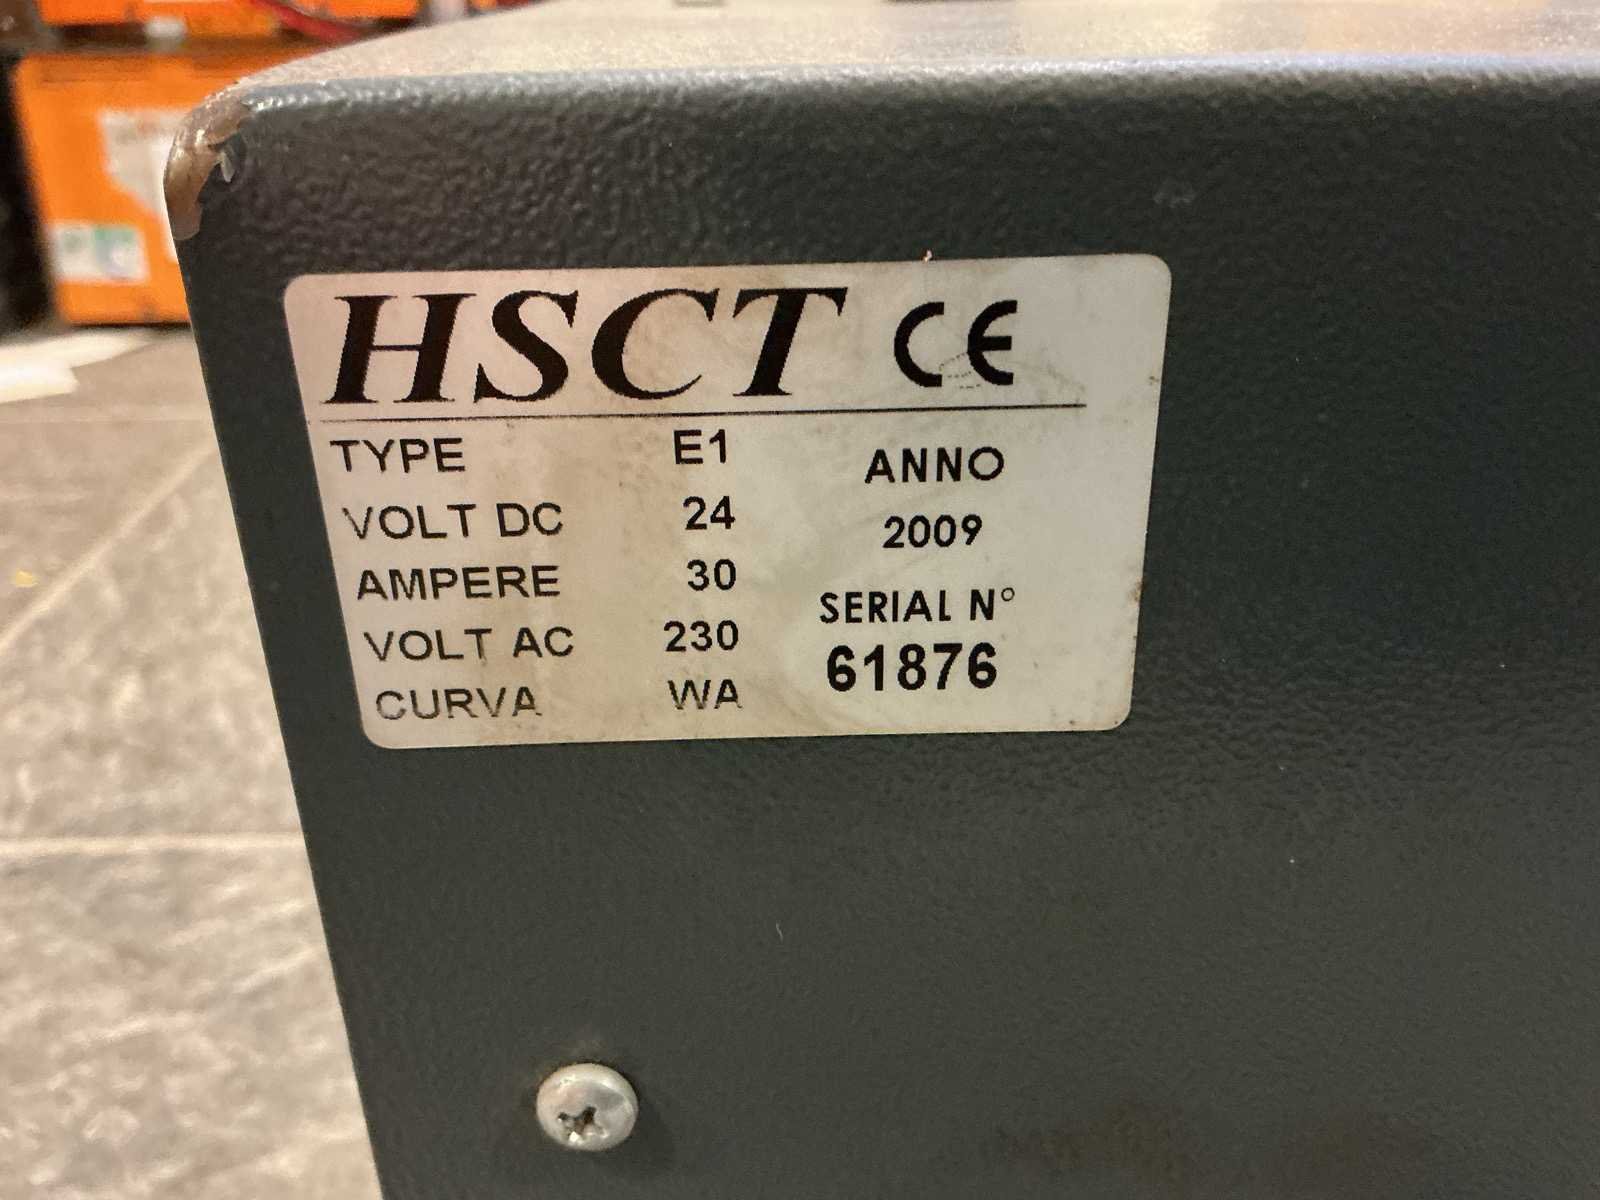 HSCT CE
TYPE E1
VOLT DC 24
AMPERE 30
VOLT AC 230
CURVA WA
ANNO
2009
SERIAL N°
61876